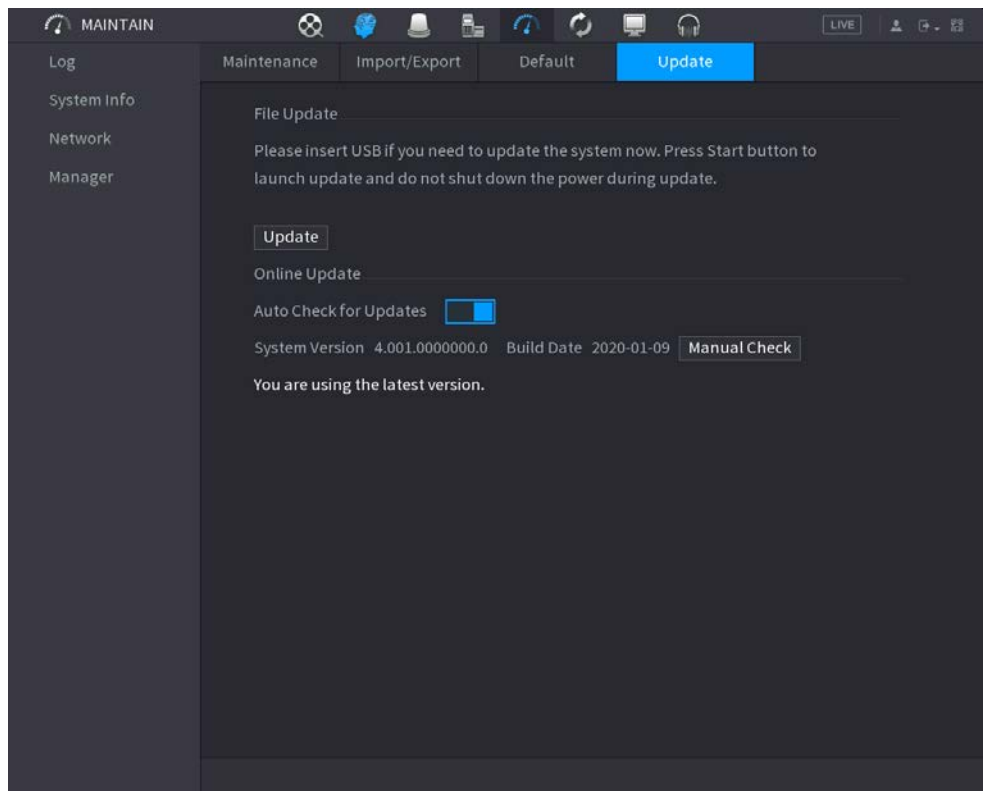 MAINTAIN
LIVE
Log
System Info
Network
Manager
Maintenance Import/Export Default Update
File Update
Please insert USB if you need to update the system now. Press Start button to
launch update and do not shut down the power during update.
Update
Online Update
Auto Check for Updates
System Version 4.001.0000000.0 Build Date 2020-01-09 Manual Check
You are using the latest version.